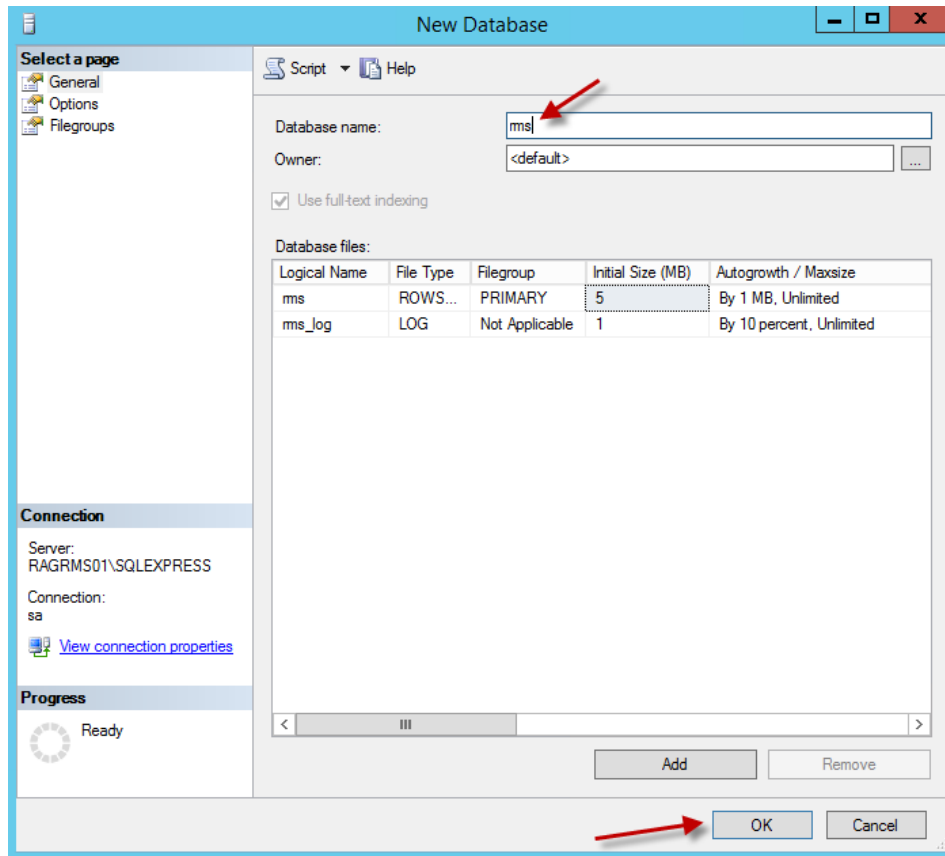 New Database
Select a page
General
Options
Filegroups
Script
Help
Database name:
rms
Owner:
<default>
...
Use full-text indexing
Database files:
Logical Name File Type Filegroup Initial Size (MB) Autogrowth / Maxsize
rms ROWS... PRIMARY 5 By 1 MB, Unlimited
rms_log LOG Not Applicable 1 By 10 percent, Unlimited
Connection
Server:
RAGRMS01\SQLEXPRESS
Connection:
sa
View connection properties
Progress
Ready
Add Remove
OK Cancel